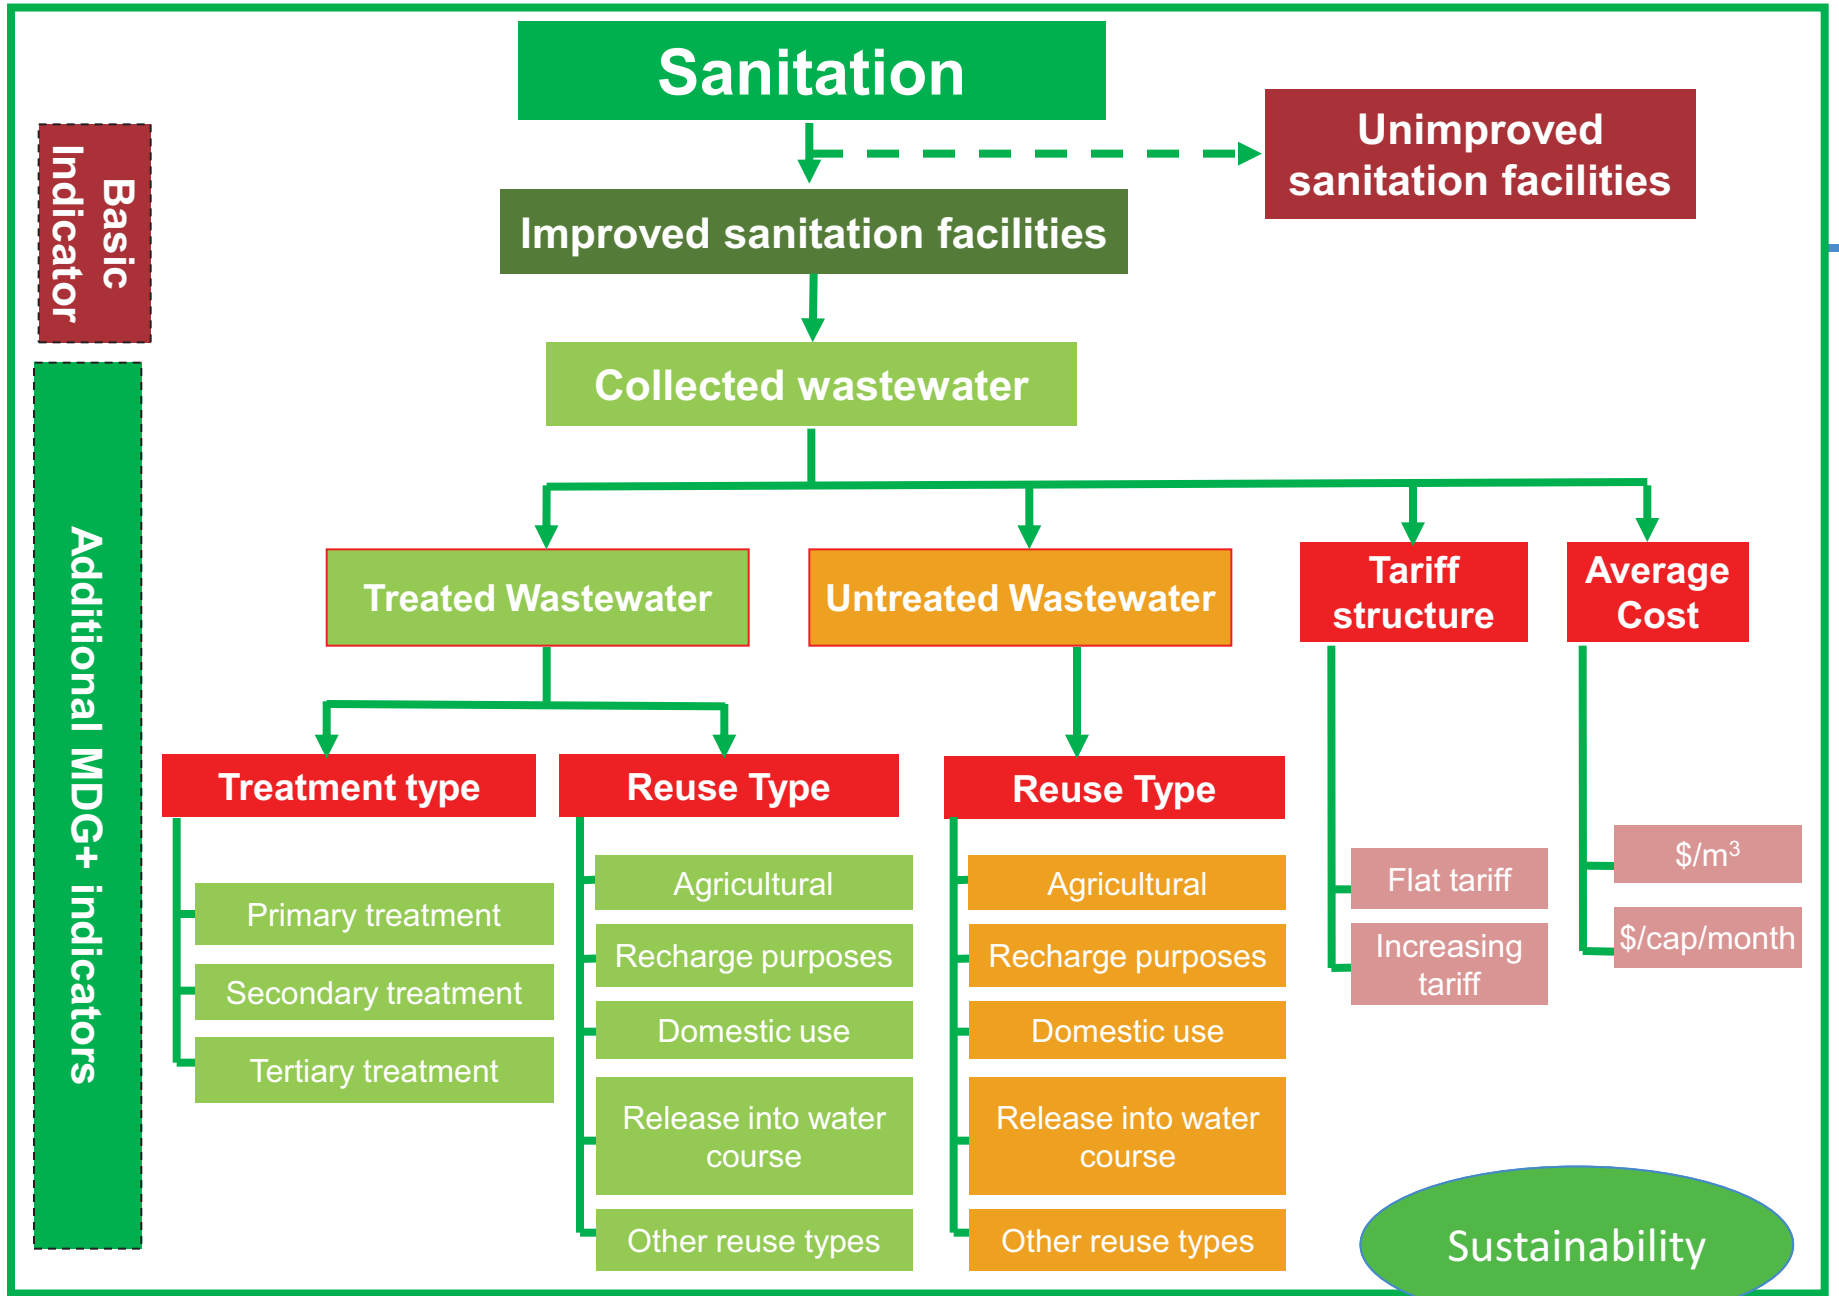 Sanitation
Unimproved
sanitation facilities
Basic
Indicator
Improved sanitation facilities
Collected wastewater
Additional MDG+ indicators
Treated Wastewater
Untreated Wastewater
Tariff
structure
Average
Cost
Treatment type
Reuse Type
Reuse Type
Primary treatment
Secondary treatment
Tertiary treatment
Agricultural
Recharge purposes
Domestic use
Release into water
course
Other reuse types
Agricultural
Recharge purposes
Domestic use
Release into water
course
Other reuse types
Flat tariff
Increasing
tariff
$/m³
$/cap/month
Sustainability